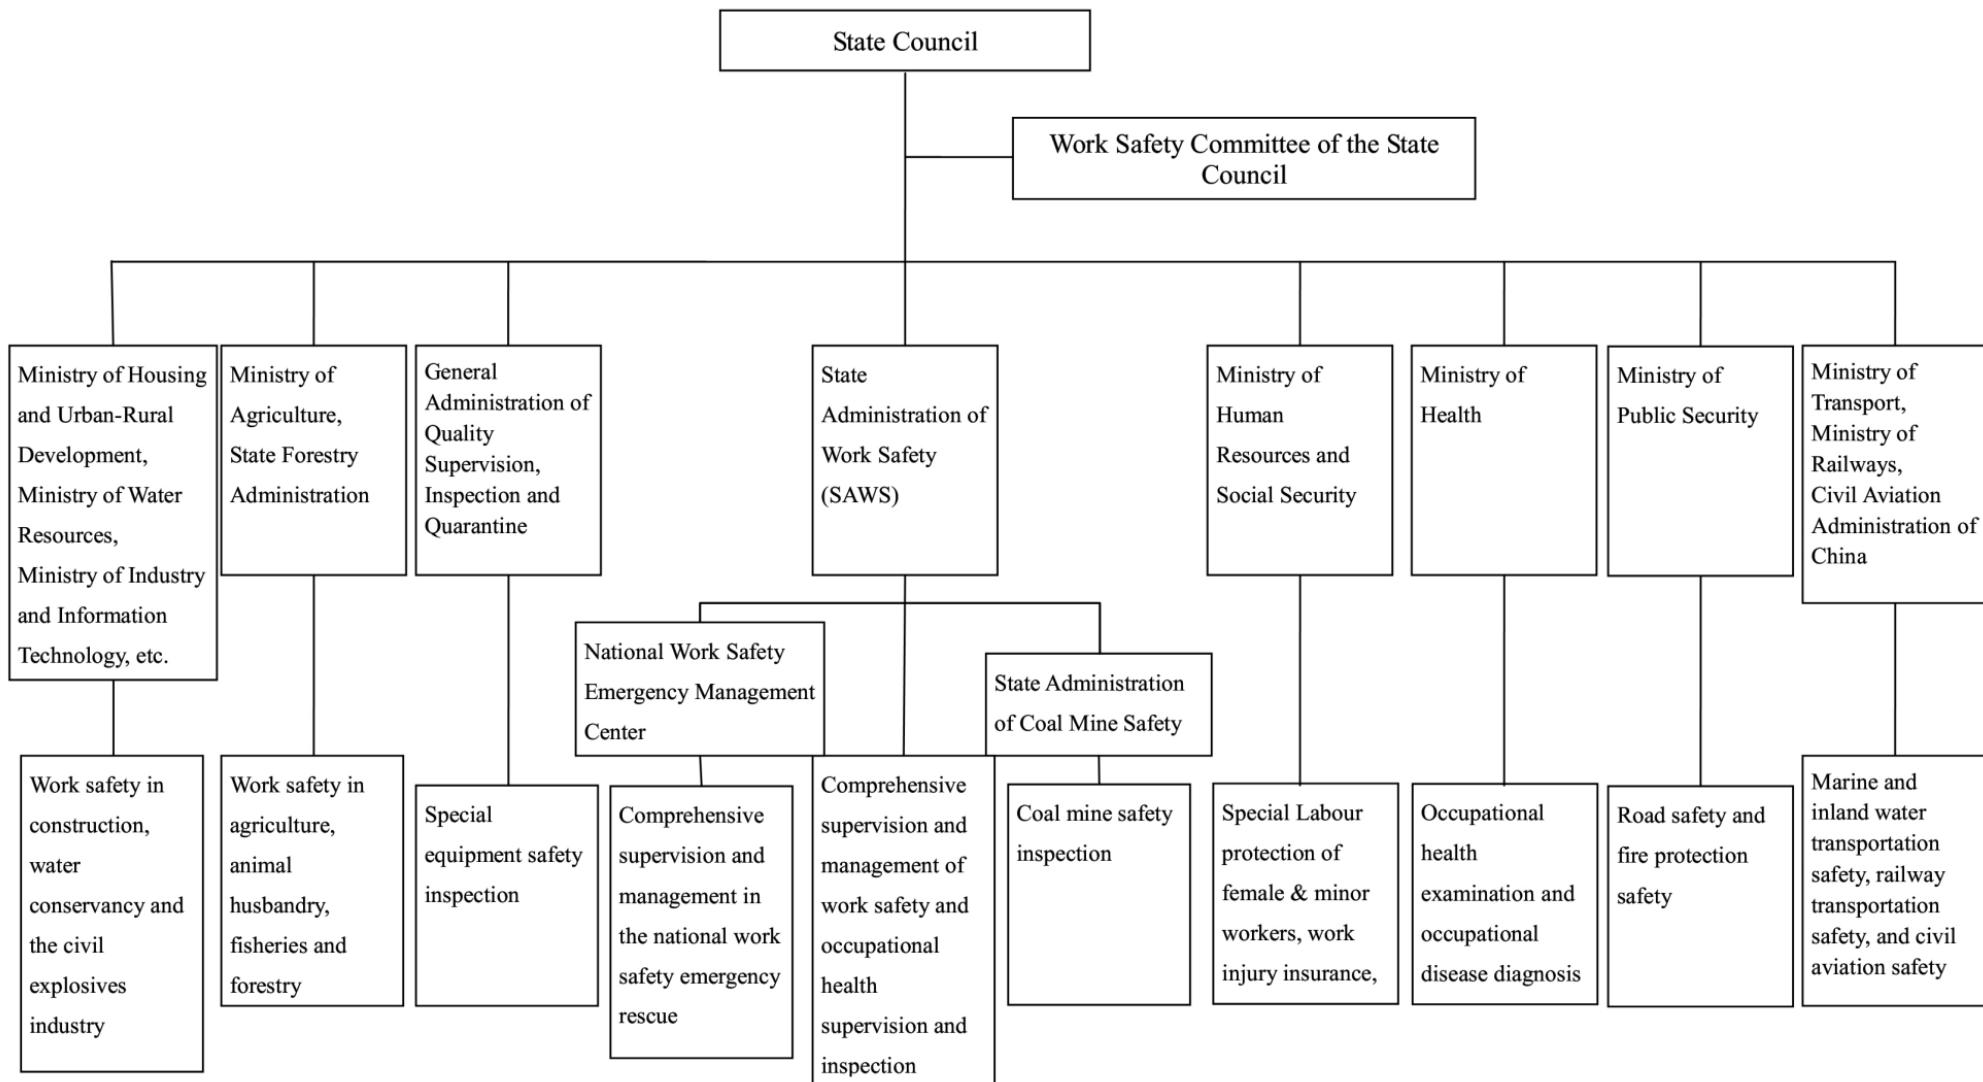 State Council
Work Safety Committee of the State
Council
Ministry of Housing
and Urban-Rural
Development,
Ministry of Water
Resources,
Ministry of Industry
and Information
Technology, etc.
Ministry of
Agriculture,
State Forestry
Administration
General
Administration of
Quality
Supervision,
Inspection and
Quarantine
State
Administration of
Work Safety
(SAWS)
Ministry of
Human
Resources and
Social Security
Ministry of
Health
Ministry of
Public Security
Ministry of
Transport,
Ministry of
Railways,
Civil Aviation
Administration of
China
National Work Safety
Emergency Management
Center
State Administration
of Coal Mine Safety
Work safety in
construction,
water
conservancy and
the civil
explosives
industry
Work safety in
agriculture,
animal
husbandry,
fisheries and
forestry
Special
equipment safety
inspection
Comprehensive
supervision and
management in
the national work
safety emergency
rescue
Comprehensive
supervision and
management of
work safety and
occupational
health
supervision and
inspection
Coal mine safety
inspection
Special Labour
protection of
female & minor
workers, work
injury insurance,
Occupational
health
examination and
occupational
disease diagnosis
Road safety and
fire protection
safety
Marine and
inland water
transportation
safety, railway
transportation
safety, and civil
aviation safety